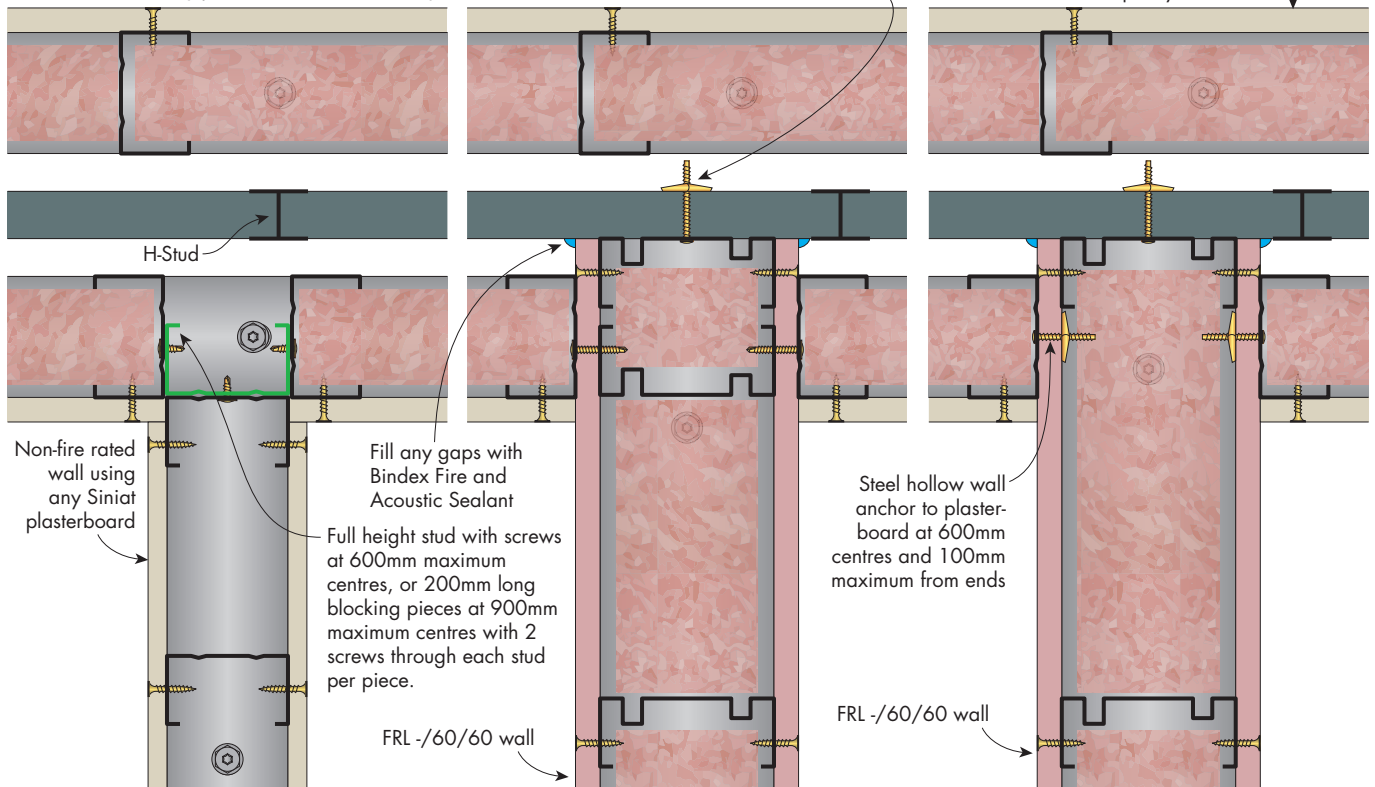 H-Stud
Non-fire rated
wall using
any Siniat
plasterboard
Fill any gaps with
Bindex Fire and
Acoustic Sealant
Full height stud with screws
at 600mm maximum
centres, or 200mm long
blocking pieces at 900mm
maximum centres with 2
screws through each stud
per piece.
FRL -/60/60 wall
Steel hollow wall
anchor to plaster-
board at 600mm
centres and 100mm
maximum from ends
FRL -/60/60 wall